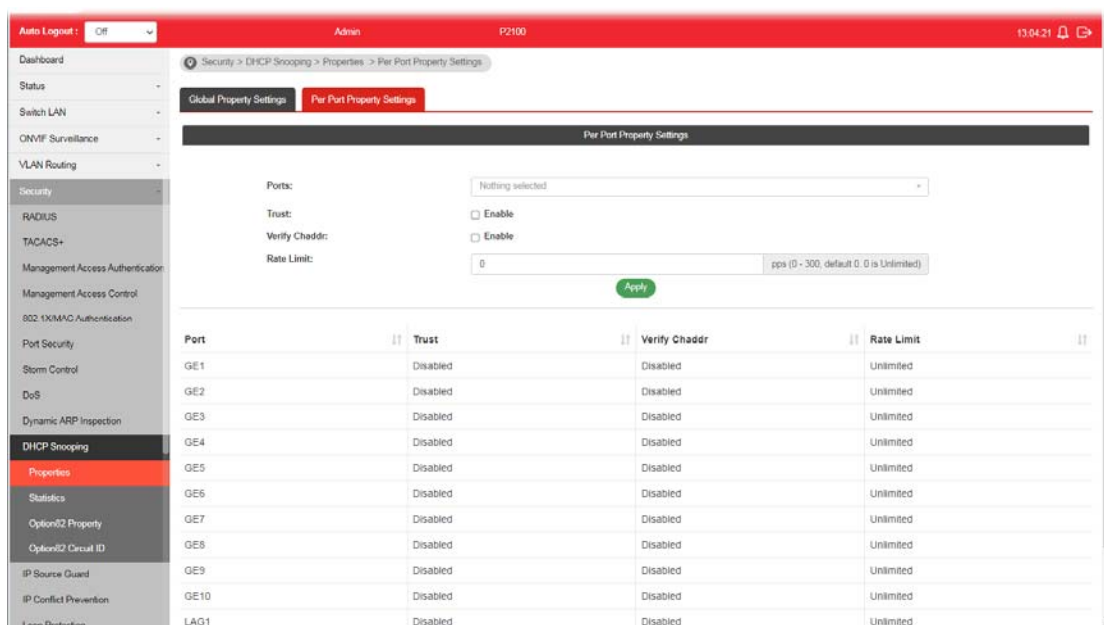 Auto Logout : Off Admin P2100 13:04:21
Dashboard
Status
Switch LAN
ONVIF Surveillance
VLAN Routing
Security
RADIUS
TACACS+
Management Access Authentication
Management Access Control
802.1X/MAC Authentication
Port Security
Storm Control
DoS
Dynamic ARP Inspection
DHCP Snooping
Properties
Statistics
Option82 Property
Option82 Circuit ID
IP Source Guard
IP Conflict Prevention
Loop Protection
Security > DHCP Snooping > Properties > Per Port Property Settings
Global Property Settings Per Port Property Settings
Per Port Property Settings
Ports: Nothing selected
Trust: Enable
Verify Chaddr: Enable
Rate Limit: 0 pps (0 - 300, default 0. 0 is Unlimited)
Apply
Port Trust Verify Chaddr Rate Limit
GE1 Disabled Disabled Unlimited
GE2 Disabled Disabled Unlimited
GE3 Disabled Disabled Unlimited
GE4 Disabled Disabled Unlimited
GE5 Disabled Disabled Unlimited
GE6 Disabled Disabled Unlimited
GE7 Disabled Disabled Unlimited
GE8 Disabled Disabled Unlimited
GE9 Disabled Disabled Unlimited
GE10 Disabled Disabled Unlimited
LAG1 Disabled Disabled Unlimited